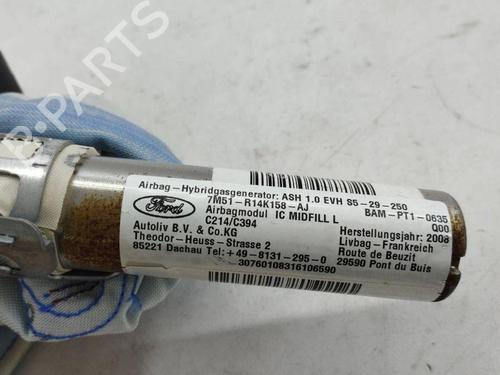 B-PARTS
Airbag-Hybridgasgenerator: ASH 1.0 EVH S5-29-250
7M51-R14K158-AJ BAM-PT1-0635
Airbagmodul IC MIDFILL L Q00
C214/C394
Ford
Autoliv B.V. & Co.KG
Theodor-Heuss-Strasse 2
85221 Dachau Tel:+49-8131-295-0
Herstellungsjahr: 2008
Livbag-Frankreich
Route de Beuzit
29590 Pont du Buis
30760108316106590